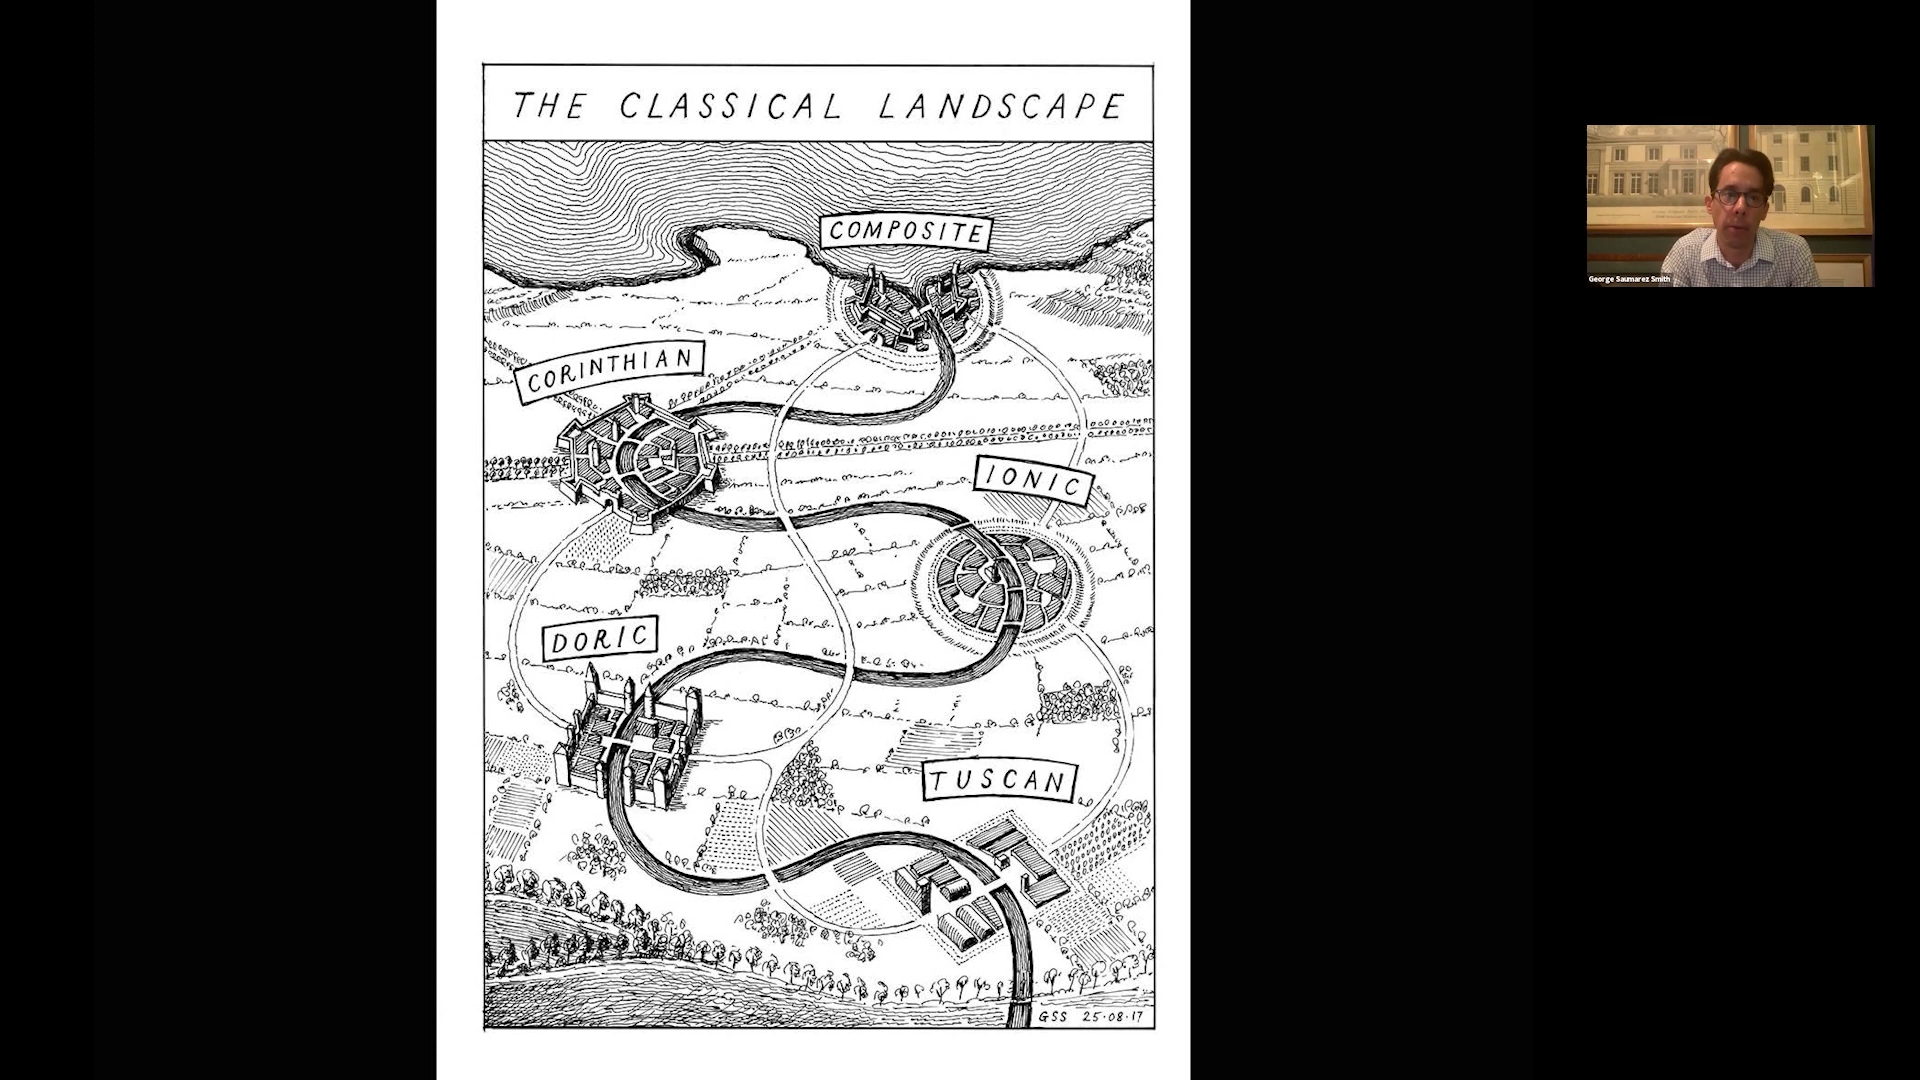 THE CLASSICAL LANDSCAPE
COMPOSITE
CORINTHIAN
IONIC
DORIC
TUSCAN
GSS 25·08·17
George Saumarez Smith